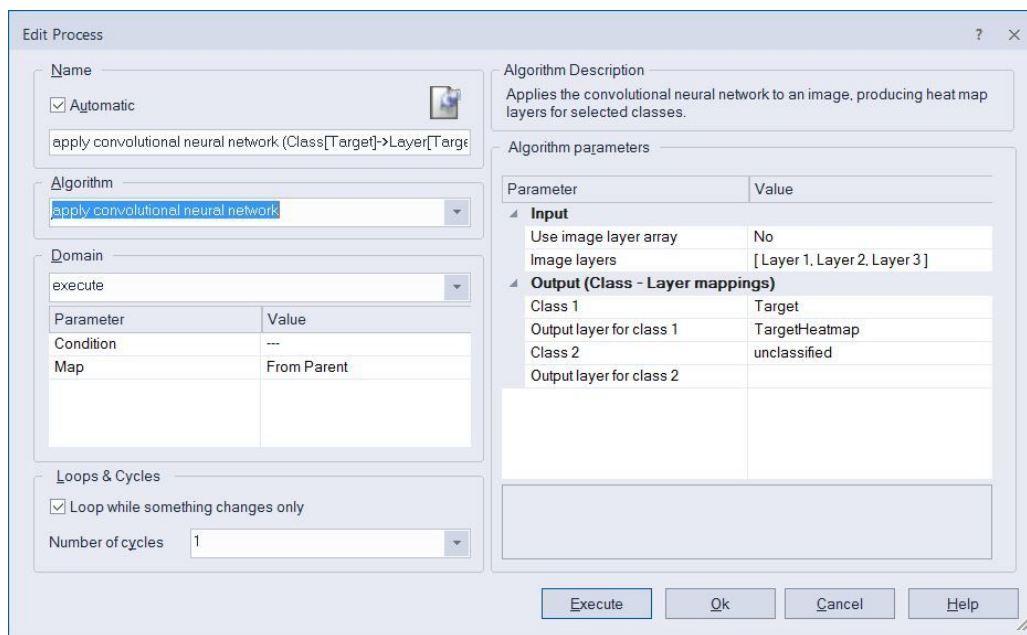 Edit Process
? ×
Name
Automatic
apply convolutional neural network (Class[Target]->Layer[Targe
Algorithm
apply convolutional neural network
Domain
execute
Parameter Value
Condition ---
Map From Parent
Loops & Cycles
Loop while something changes only
Number of cycles 1
Algorithm Description
Applies the convolutional neural network to an image, producing heat map
layers for selected classes.
Algorithm parameters
Parameter Value
Input
Use image layer array No
Image layers [ Layer 1, Layer 2, Layer 3 ]
Output (Class - Layer mappings)
Class 1 Target
Output layer for class 1 TargetHeatmap
Class 2 unclassified
Output layer for class 2
Execute Ok Cancel Help